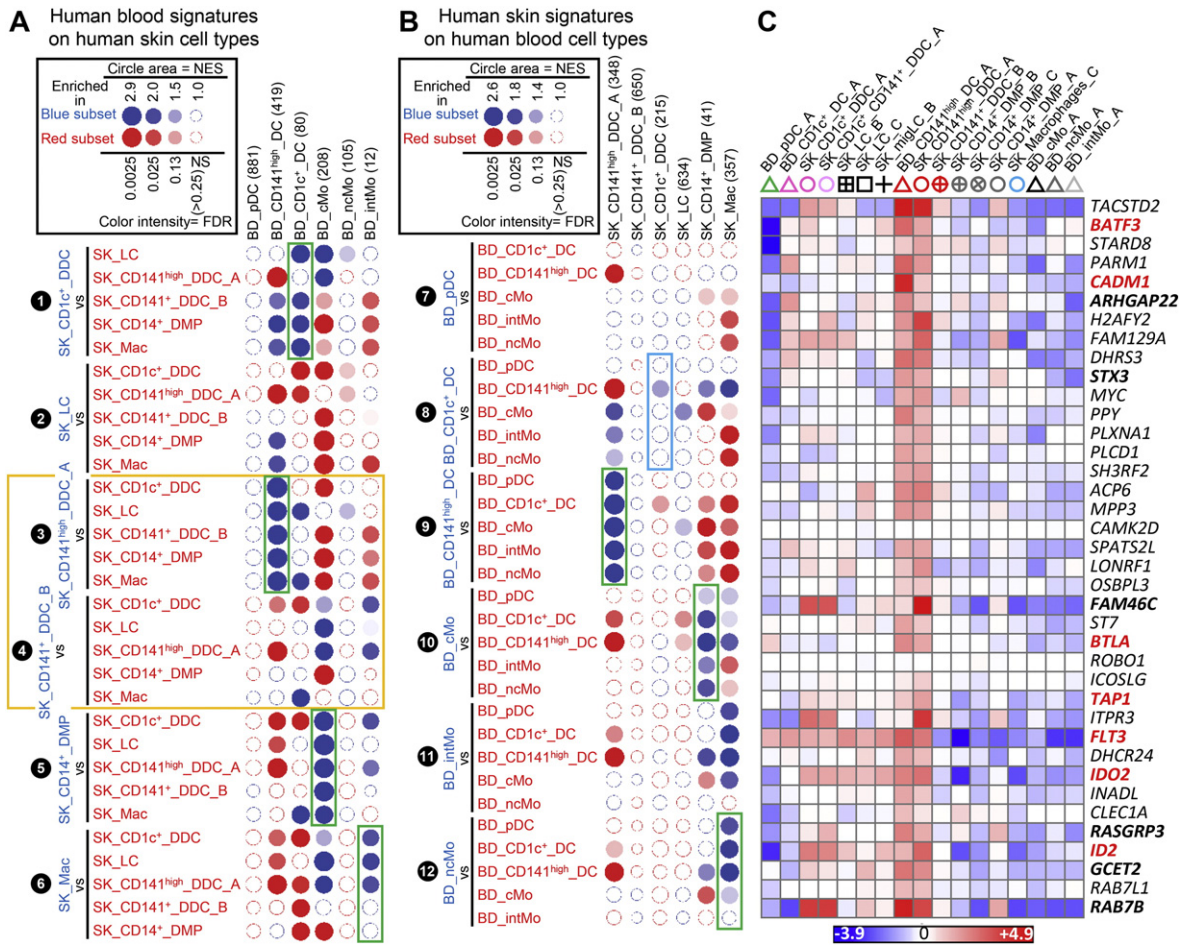 A
Human blood signatures
on human skin cell types
Circle area = NES
Enriched in
2.9 2.0 1.5 1.0
Blue subset
Red subset
0.0025 0.025 0.13 NS (>0.25)
Color intensity= FDR
BD_pDC (881)
BD_CD141high_DC (419)
BD_CD1c+_DC (80)
BD_cMo (208)
BD_ncMo (105)
BD_intMo (12)
1
SK_CD1c+_DDC
vs
SK_LC
SK_CD141high_DDC_A
SK_CD141+_DDC_B
SK_CD14+_DMP
SK_Mac
2
SK_LC
vs
SK_CD1c+_DDC
SK_CD141high_DDC_A
SK_CD141+_DDC_B
SK_CD14+_DMP
SK_Mac
3
SK_CD141high_DDC_A
vs
SK_CD1c+_DDC
SK_LC
SK_CD141+_DDC_B
SK_CD14+_DMP
SK_Mac
4
SK_CD141+_DDC_B
vs
SK_CD1c+_DDC
SK_LC
SK_CD141high_DDC_A
SK_CD14+_DMP
SK_Mac
5
SK_CD14+_DMP
vs
SK_CD1c+_DDC
SK_LC
SK_CD141high_DDC_A
SK_CD141+_DDC_B
SK_Mac
6
SK_Mac
vs
SK_CD1c+_DDC
SK_LC
SK_CD141high_DDC_A
SK_CD141+_DDC_B
SK_CD14+_DMP
B
Human skin signatures
on human blood cell types
Circle area = NES
Enriched in
2.6 1.8 1.4 1.0
Blue subset
Red subset
0.0025 0.025 0.13 NS (>0.25)
Color intensity= FDR
SK_CD141high_DDC_A (348)
SK_CD141+_DDC_B (650)
SK_CD1c+_DDC (215)
SK_LC (634)
SK_CD14+_DMP (41)
SK_Mac (357)
7
BD_pDC
vs
BD_CD1c+_DC
BD_CD141high_DC
BD_cMo
BD_intMo
BD_ncMo
8
BD_CD1c+_DC
vs
BD_pDC
BD_CD141high_DC
BD_cMo
BD_intMo
BD_ncMo
9
BD_CD141high_DC
vs
BD_pDC
BD_CD1c+_DC
BD_cMo
BD_intMo
BD_ncMo
10
BD_cMo
vs
BD_pDC
BD_CD1c+_DC
BD_CD141high_DC
BD_intMo
BD_ncMo
11
BD_intMo
vs
BD_pDC
BD_CD1c+_DC
BD_CD141high_DC
BD_cMo
BD_ncMo
12
BD_ncMo
vs
BD_pDC
BD_CD1c+_DC
BD_CD141high_DC
BD_cMo
BD_intMo
C
BD_pDC_A
BD_CD1c+_DC_A
SK_CD1c+_DDC_A
SK_CD1c+_CD141+_DDC_A
SK_LC_B
SK_LC_C
SK_migLC_B
BD_CD141high_DC_A
SK_CD141high_DDC_A
SK_CD141+_DDC_B
SK_CD14+_DMP_B
SK_CD14+_DMP_C
SK_CD14+_DMP_A
SK_Macrophages_C
BD_cMo_A
BD_ncMo_A
BD_intMo_A
TACSTD2
BATF3
STARD8
PARM1
CADM1
ARHGAP22
H2AFY2
FAM129A
DHRS3
STX3
MYC
PPY
PLXNA1
PLCD1
SH3RF2
ACP6
MPP3
CAMK2D
SPATS2L
LONRF1
OSBPL3
FAM46C
ST7
BTLA
ROBO1
ICOSLG
TAP1
ITPR3
FLT3
DHCR24
IDO2
INADL
CLEC1A
RASGRP3
ID2
GCET2
RAB7L1
RAB7B
-3.9 0 +4.9